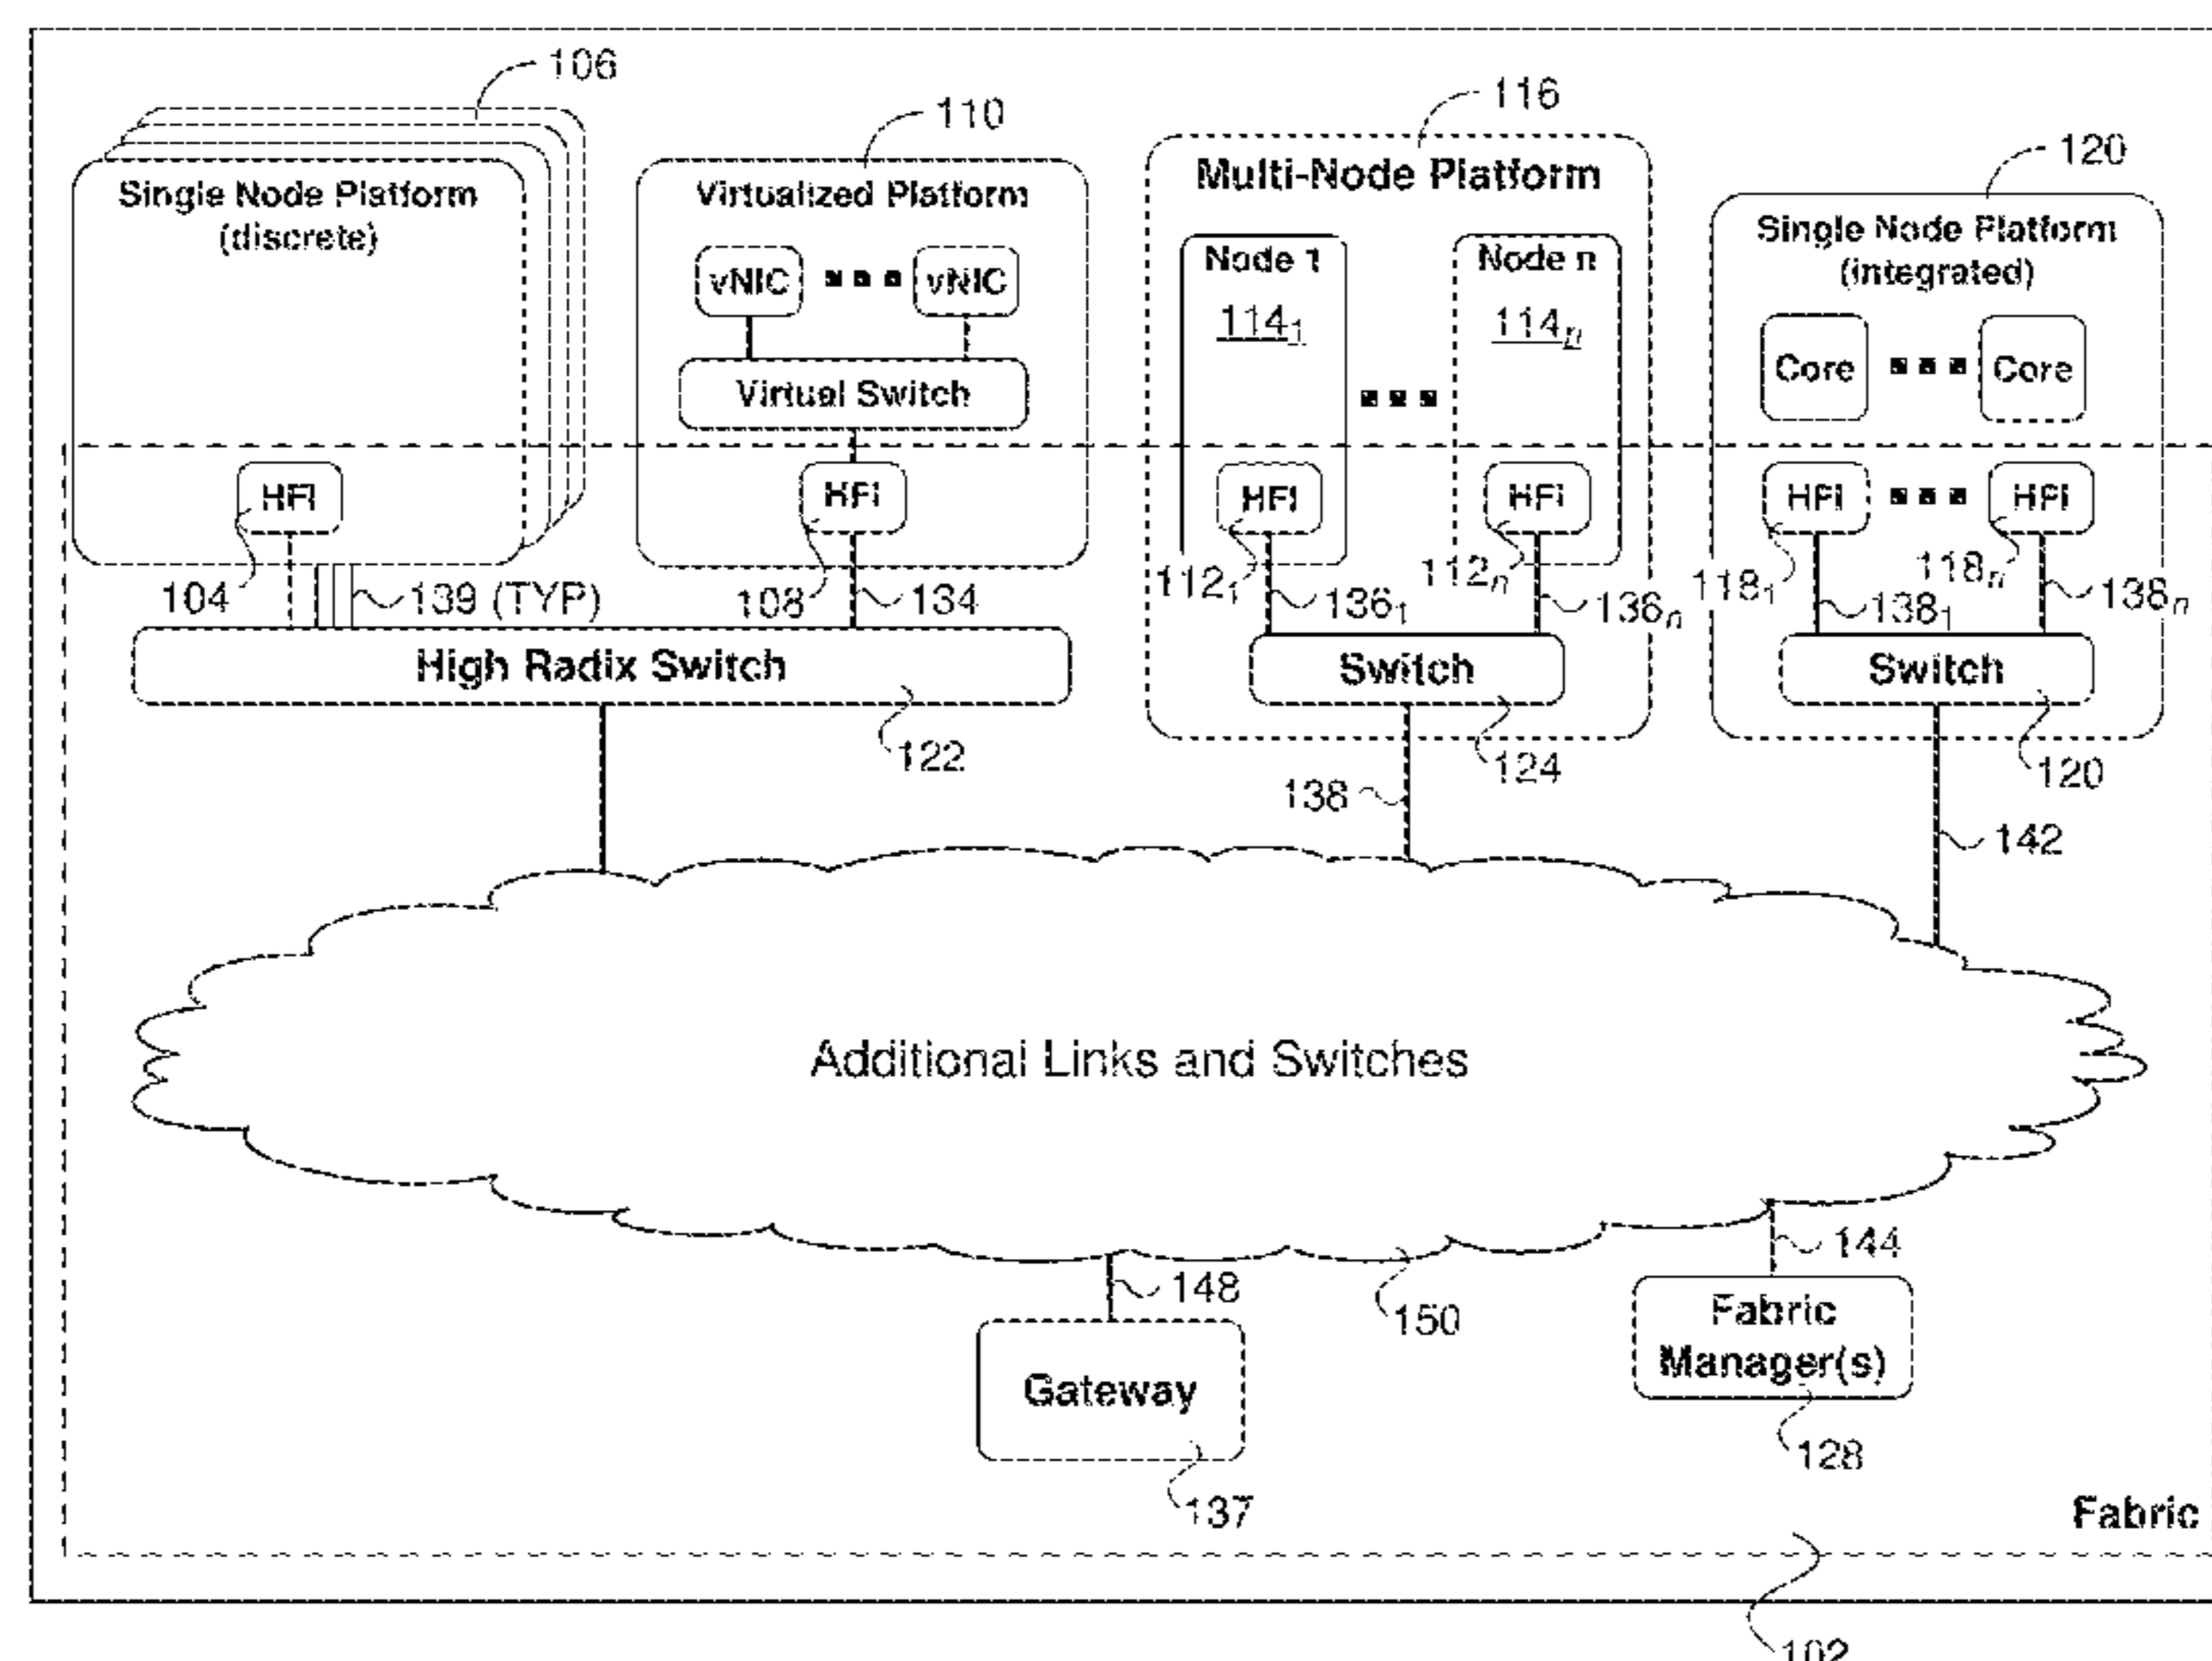 106
110
116
120
Single Node Platform
(discrete)
Virtualized Platform
vNIC
vNIC
Virtual Switch
Multi-Node Platform
Node 1
114₁
Node n
114ₙ
Single Node Platform
(integrated)
Core
Core
HFI
HFI
HFI
HFI
HFI
HFI
104
139 (TYP)
108
134
112₁
136₁
112ₙ
136ₙ
118₁
138₁
118ₙ
138ₙ
High Radix Switch
Switch
Switch
122
124
120
138
142
Additional Links and Switches
148
150
144
Gateway
Fabric
Manager(s)
137
128
Fabric
102